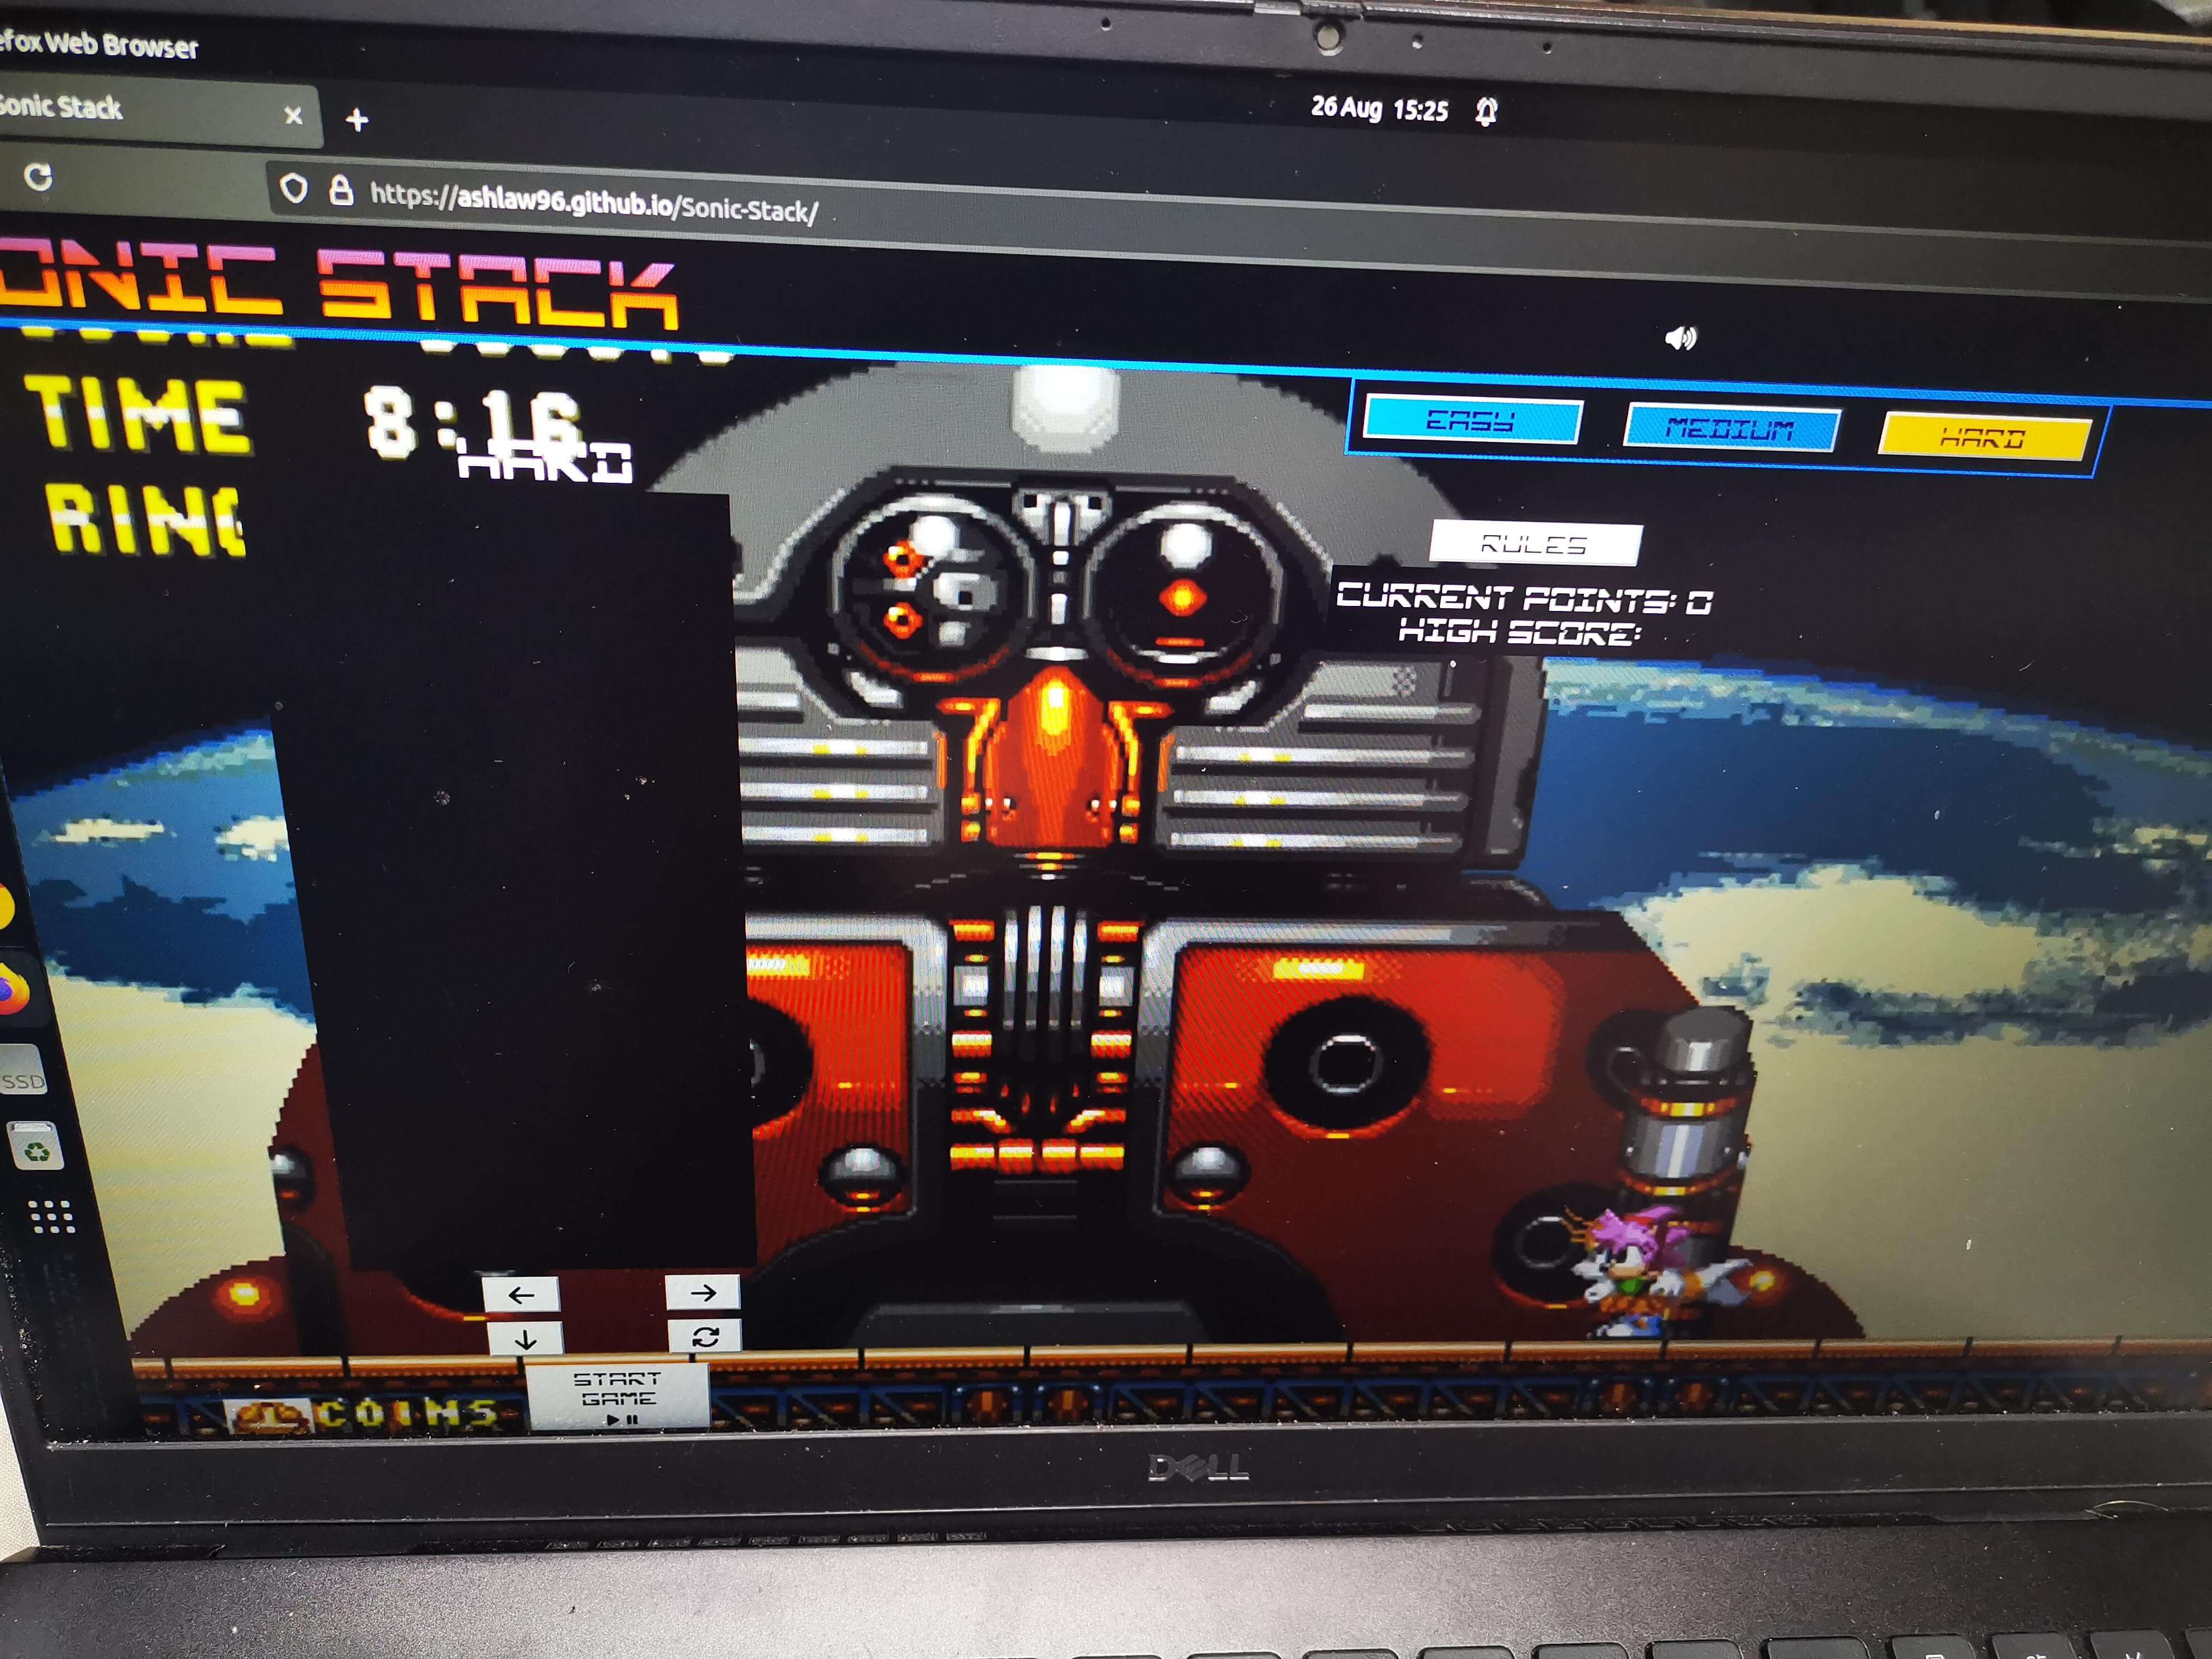 efox Web Browser
26 Aug 15:25
Sonic Stack
https://ashlaw96.github.io/Sonic-Stack/
ONIC STACK
TIME 8:16
HARD
RING
EASY MEDIUM HARD
RULES
CURRENT POINTS: 0
HIGH SCORE:
SSD
START
GAME
COINS
DELL